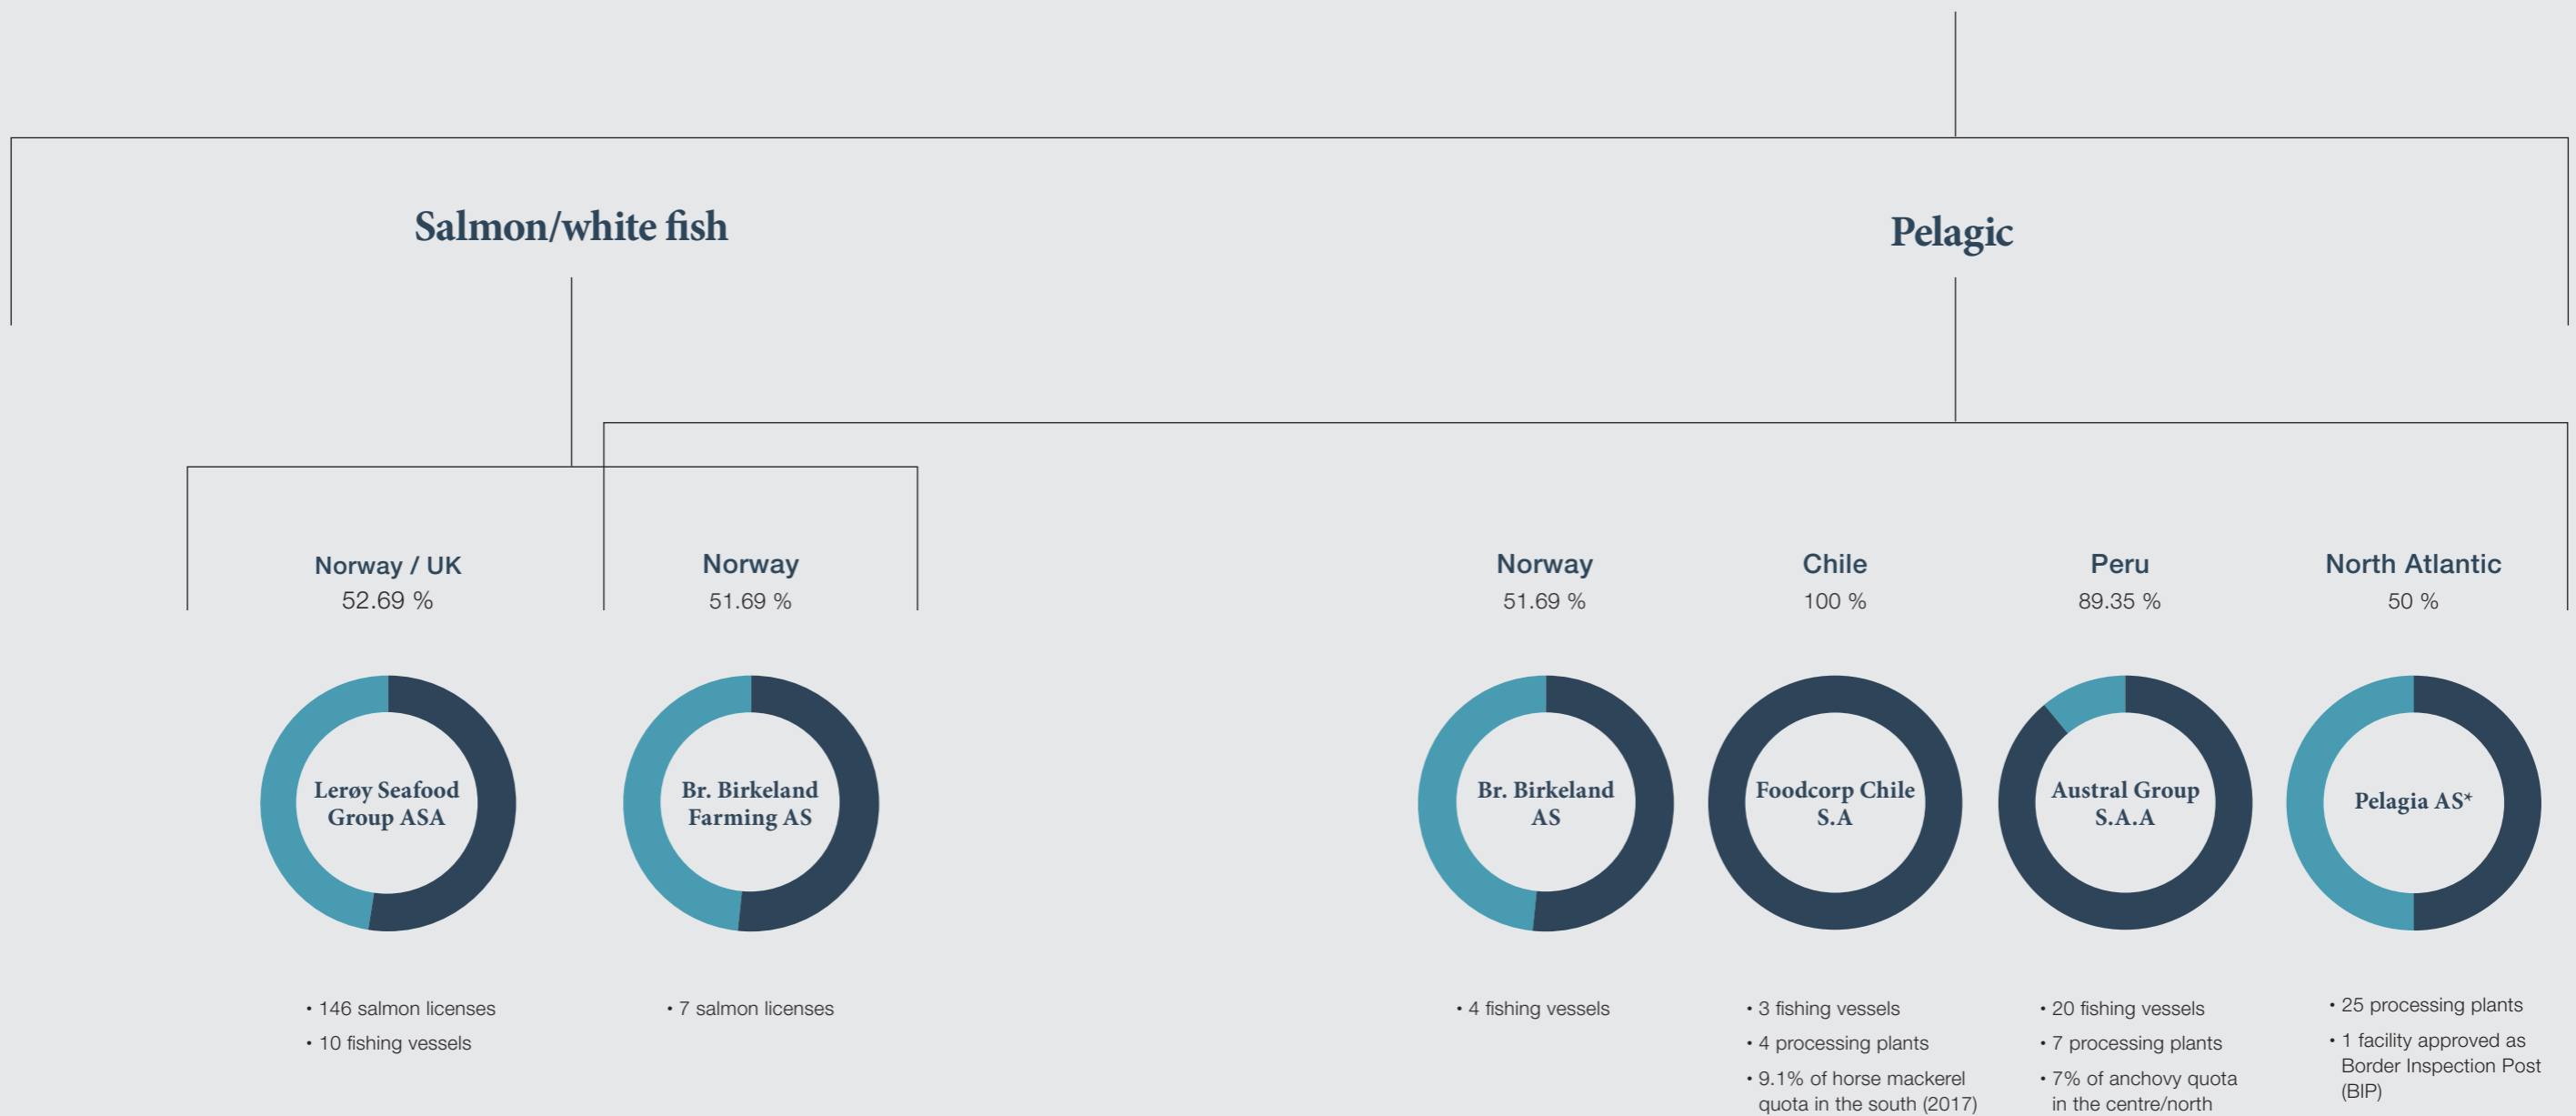 Salmon/white fish
Pelagic
Norway / UK
52.69 %
Norway
51.69 %
Norway
51.69 %
Chile
100 %
Peru
89.35 %
North Atlantic
50 %
Lerøy Seafood
Group ASA
Br. Birkeland
Farming AS
Br. Birkeland
AS
Foodcorp Chile
S.A
Austral Group
S.A.A
Pelagia AS*
• 146 salmon licenses
• 10 fishing vessels
• 7 salmon licenses
• 4 fishing vessels
• 3 fishing vessels
• 4 processing plants
• 9.1% of horse mackerel
quota in the south (2017)
• 20 fishing vessels
• 7 processing plants
• 7% of anchovy quota
in the centre/north
• 25 processing plants
• 1 facility approved as
Border Inspection Post
(BIP)